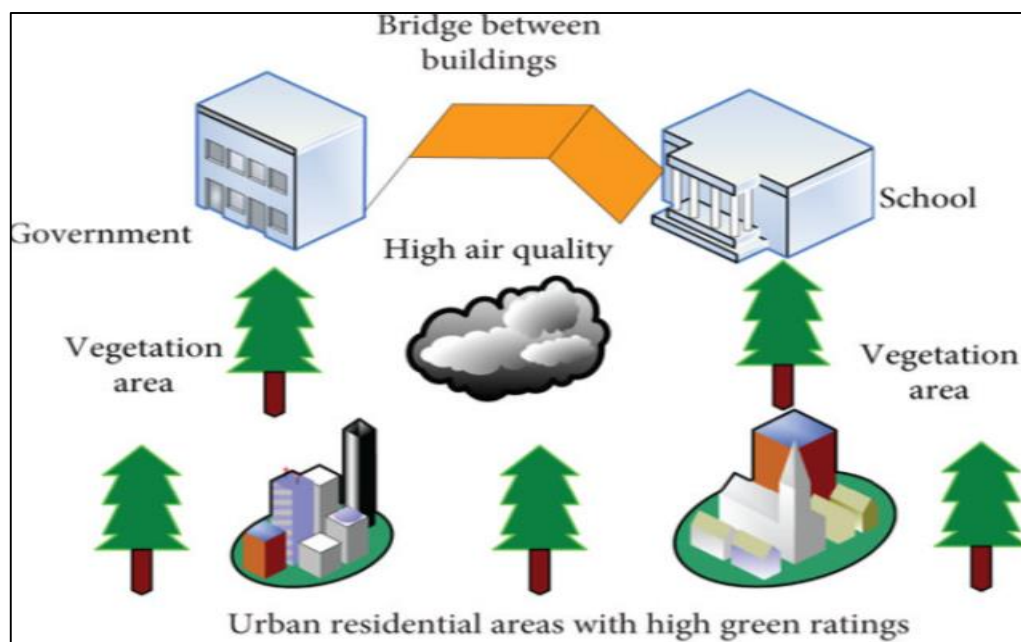 Bridge between
buildings
Government
School
High air quality
Vegetation
area
Vegetation
area
Urban residential areas with high green ratings